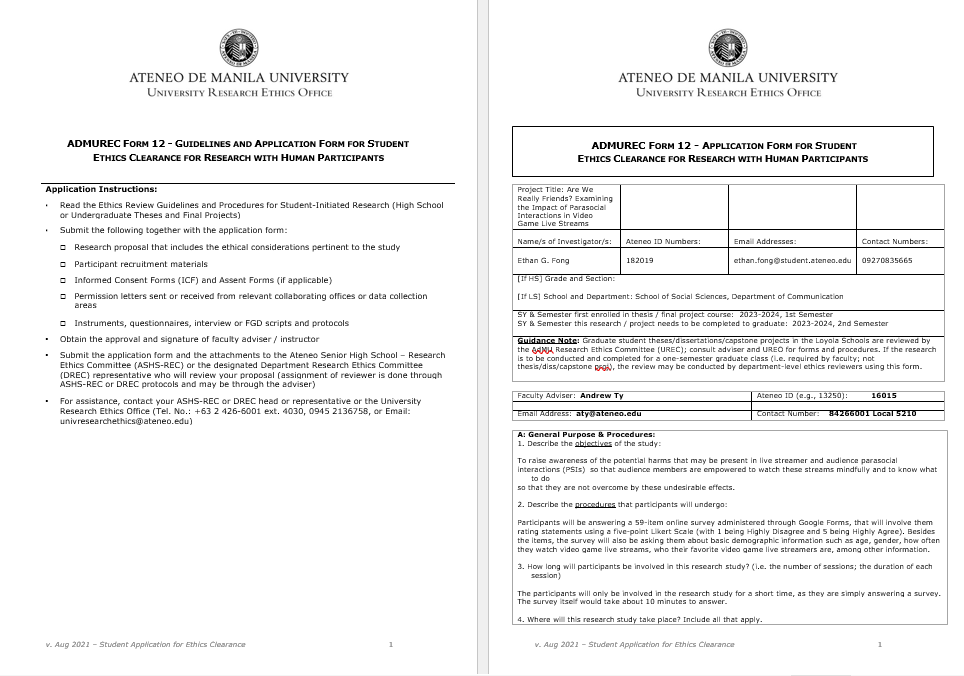 ATENEO DE MANILA UNIVERSITY
UNIVERSITY RESEARCH ETHICS OFFICE
ADMUREC FORM 12 - GUIDELINES AND APPLICATION FORM FOR STUDENT
ETHICS CLEARANCE FOR RESEARCH WITH HUMAN PARTICIPANTS
Application Instructions:
• Read the Ethics Review Guidelines and Procedures for Student-Initiated Research (High School
or Undergraduate Theses and Final Projects)
• Submit the following together with the application form:
□ Research proposal that includes the ethical considerations pertinent to the study
□ Participant recruitment materials
□ Informed Consent Forms (ICF) and Assent Forms (if applicable)
□ Permission letters sent or received from relevant collaborating offices or data collection
areas
□ Instruments, questionnaires, interview or FGD scripts and protocols
• Obtain the approval and signature of faculty adviser / instructor
• Submit the application form and the attachments to the Ateneo Senior High School – Research
Ethics Committee (ASHS-REC) or the designated Department Research Ethics Committee
(DREC) representative who will review your proposal (assignment of reviewer is done through
ASHS-REC or DREC protocols and may be through the adviser)
• For assistance, contact your ASHS-REC or DREC head or representative or the University
Research Ethics Office (Tel. No.: +63 2 426-6001 ext. 4030, 0945 2136758, or Email:
univresearchethics@ateneo.edu)
v. Aug 2021 – Student Application for Ethics Clearance 1
ATENEO DE MANILA UNIVERSITY
UNIVERSITY RESEARCH ETHICS OFFICE
ADMUREC FORM 12 - APPLICATION FORM FOR STUDENT
ETHICS CLEARANCE FOR RESEARCH WITH HUMAN PARTICIPANTS
Project Title: Are We
Really Friends? Examining
the Impact of Parasocial
Interactions in Video
Game Live Streams
Name/s of Investigator/s: Ateneo ID Numbers: Email Addresses: Contact Numbers:
Ethan G. Fong 182019 ethan.fong@student.ateneo.edu 09270835665
[If HS] Grade and Section:
[If LS] School and Department: School of Social Sciences, Department of Communication
SY & Semester first enrolled in thesis / final project course: 2023-2024, 1st Semester
SY & Semester this research / project needs to be completed to graduate: 2023-2024, 2nd Semester
Guidance Note: Graduate student theses/dissertations/capstone projects in the Loyola Schools are reviewed by
the AdMU Research Ethics Committee (UREC); consult adviser and UREO for forms and procedures. If the research
is to be conducted and completed for a one-semester graduate class (i.e. required by faculty; not
thesis/diss/capstone proj), the review may be conducted by department-level ethics reviewers using this form.
Faculty Adviser: Andrew Ty Ateneo ID (e.g., 13250): 16015
Email Address: aty@ateneo.edu Contact Number: 84266001 Local 5210
A: General Purpose & Procedures:
1. Describe the objectives of the study:
To raise awareness of the potential harms that may be present in live streamer and audience parasocial
interactions (PSIs) so that audience members are empowered to watch these streams mindfully and to know what
to do
so that they are not overcome by these undesirable effects.
2. Describe the procedures that participants will undergo:
Participants will be answering a 59-item online survey administered through Google Forms, that will involve them
rating statements using a five-point Likert Scale (with 1 being Highly Disagree and 5 being Highly Agree). Besides
the items, the survey will also be asking them about basic demographic information such as age, gender, how often
they watch video game live streams, who their favorite video game live streamers are, among other information.
3. How long will participants be involved in this research study? (i.e. the number of sessions; the duration of each
session)
The participants will only be involved in the research study for a short time, as they are simply answering a survey.
The survey itself would take about 10 minutes to answer.
4. Where will this research study take place? Include all that apply.
v. Aug 2021 – Student Application for Ethics Clearance 1